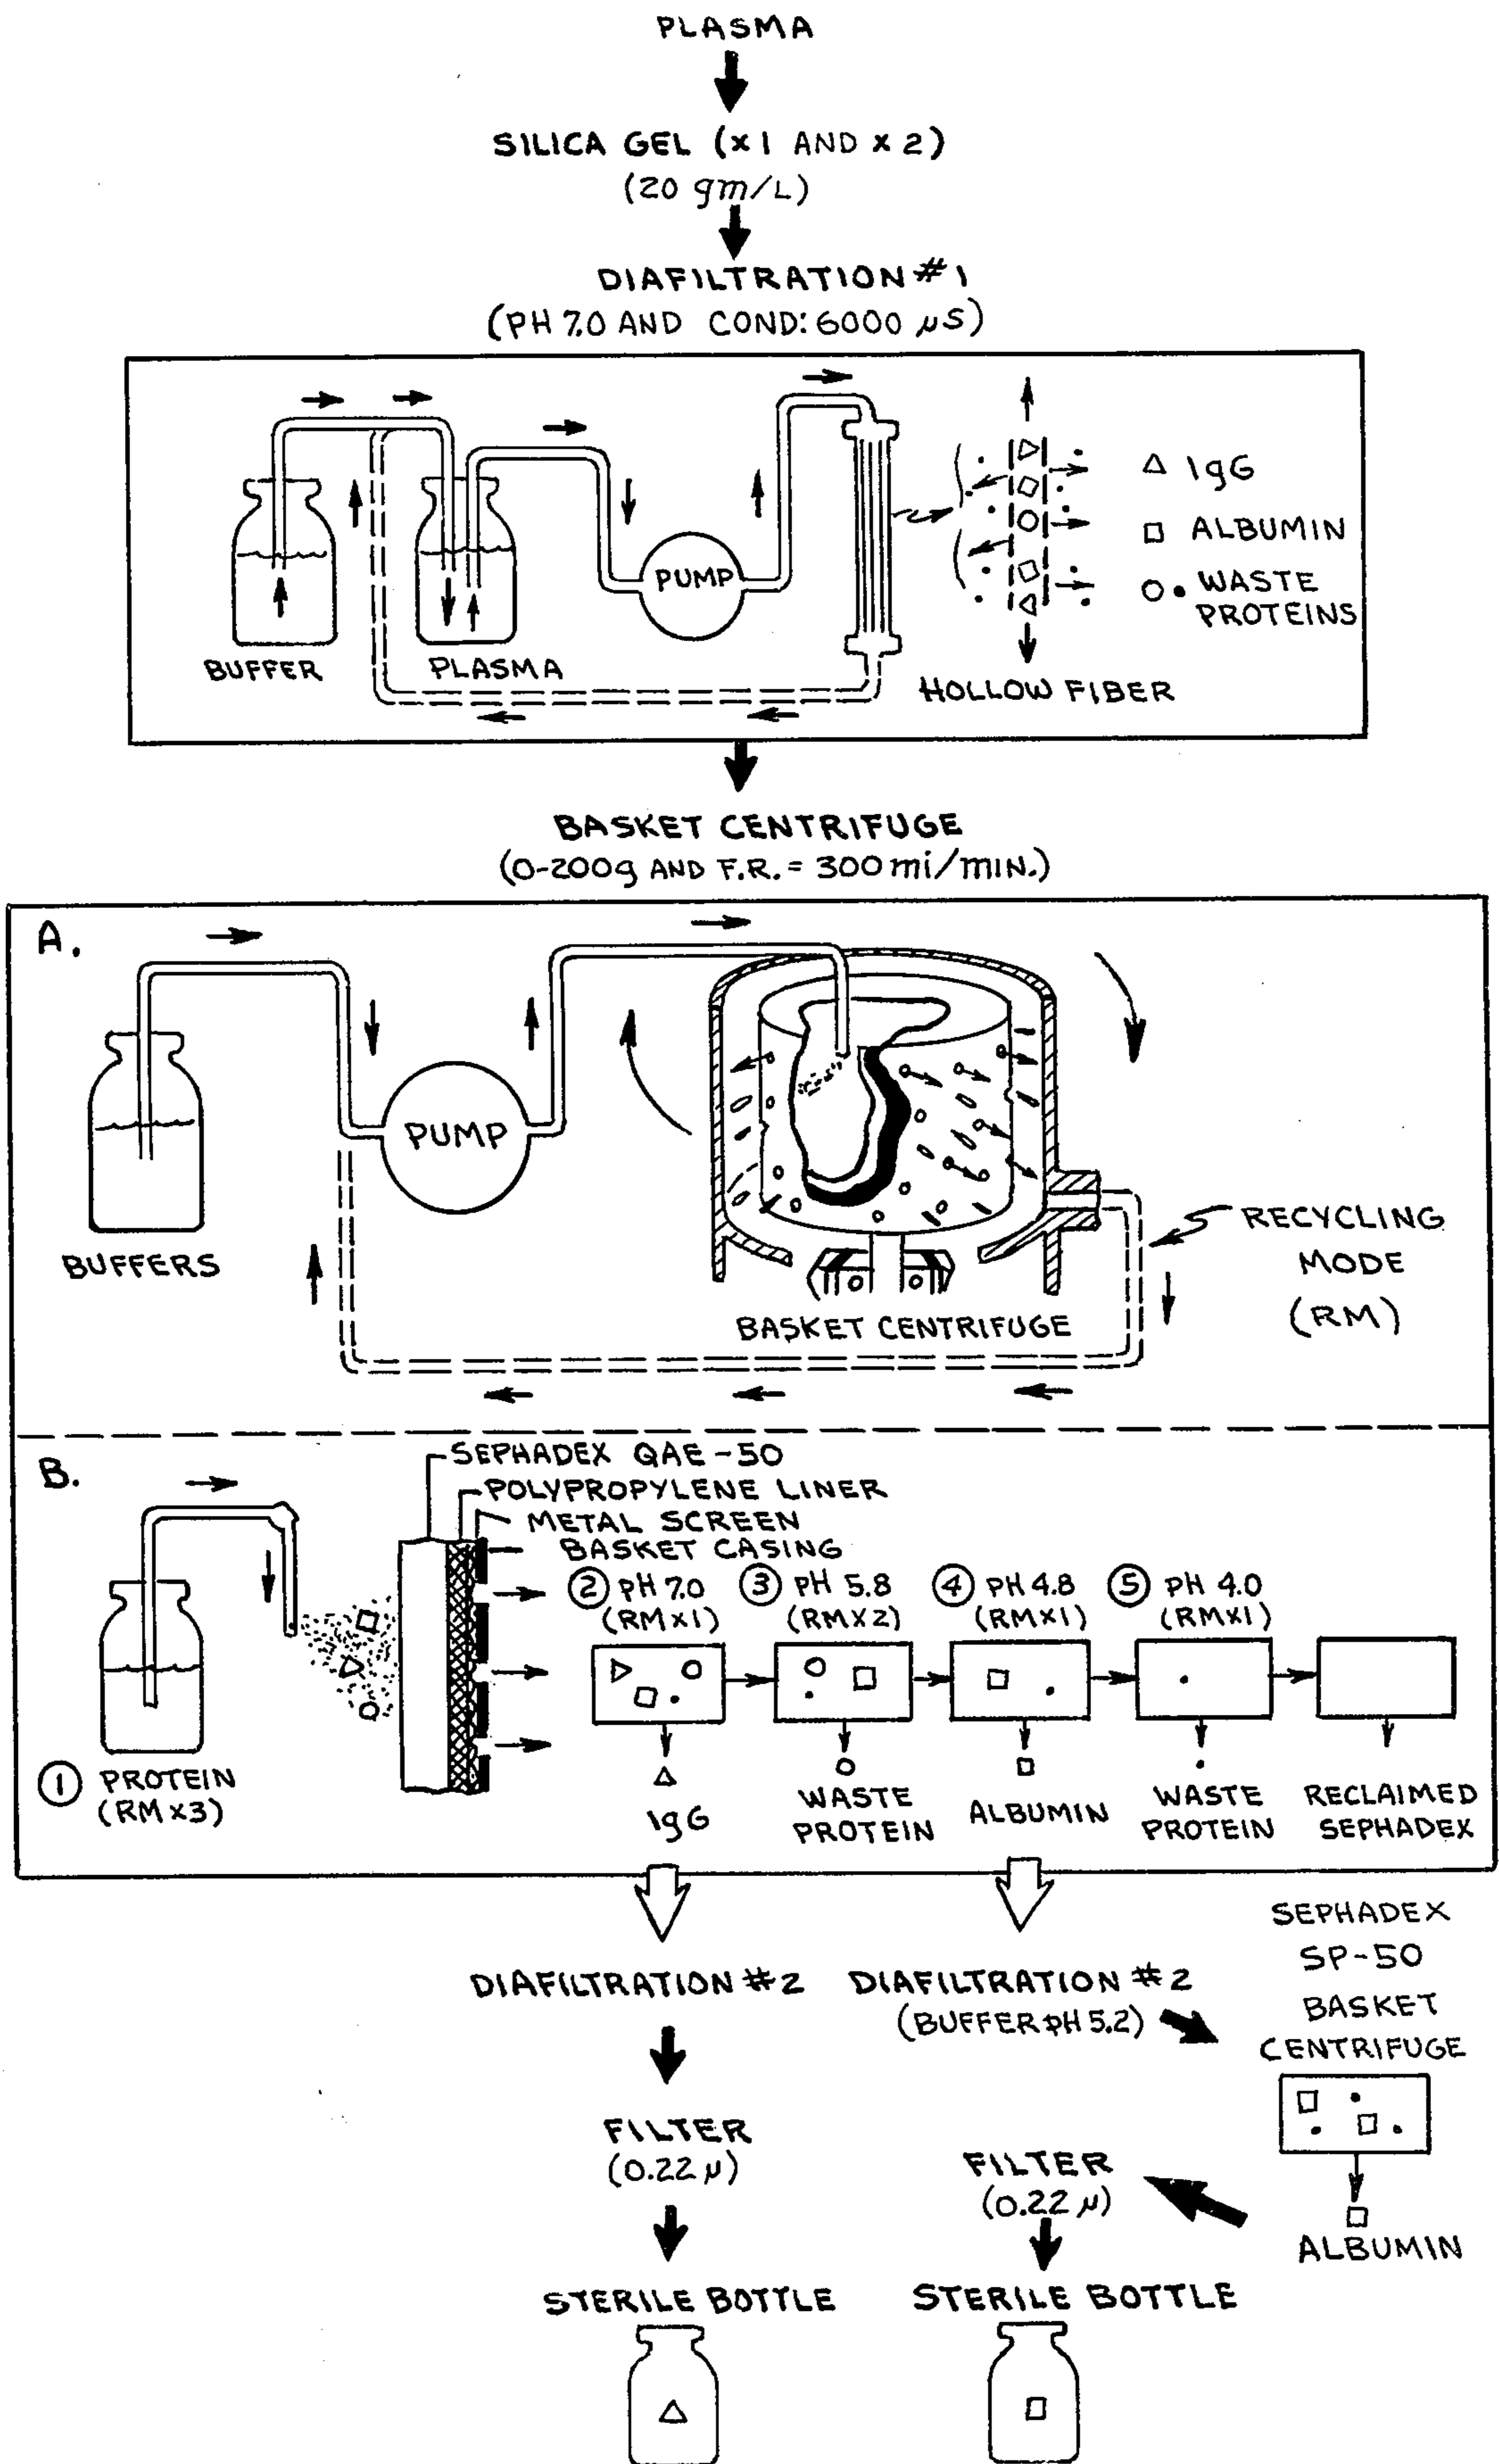 PLASMA
SILICA GEL (x1 AND x2)
(20 gm/L)
DIAFILTRATION #1
(PH 7.0 AND COND: 6000 µS)
IgG
ALBUMIN
WASTE
PROTEINS
PUMP
BUFFER
PLASMA
HOLLOW FIBER
BASKET CENTRIFUGE
(0-200g AND F.R. = 300 ml/MIN.)
A.
PUMP
BUFFERS
RECYCLING
MODE
(RM)
BASKET CENTRIFUGE
B.
SEPHADEX QAE-50
POLYPROPYLENE LINER
METAL SCREEN
BASKET CASING
② PH 7.0
(RMX1)
③ PH 5.8
(RMX2)
④ PH 4.8
(RMX1)
⑤ PH 4.0
(RMX1)
① PROTEIN
(RM X3)
IgG
WASTE
PROTEIN
ALBUMIN
WASTE
PROTEIN
RECLAIMED
SEPHADEX
DIAFILTRATION #2
DIAFILTRATION #2
(BUFFER PH 5.2)
SEPHADEX
SP-50
BASKET
CENTRIFUGE
ALBUMIN
FILTER
(0.22 µ)
FILTER
(0.22 µ)
STERILE BOTTLE
STERILE BOTTLE